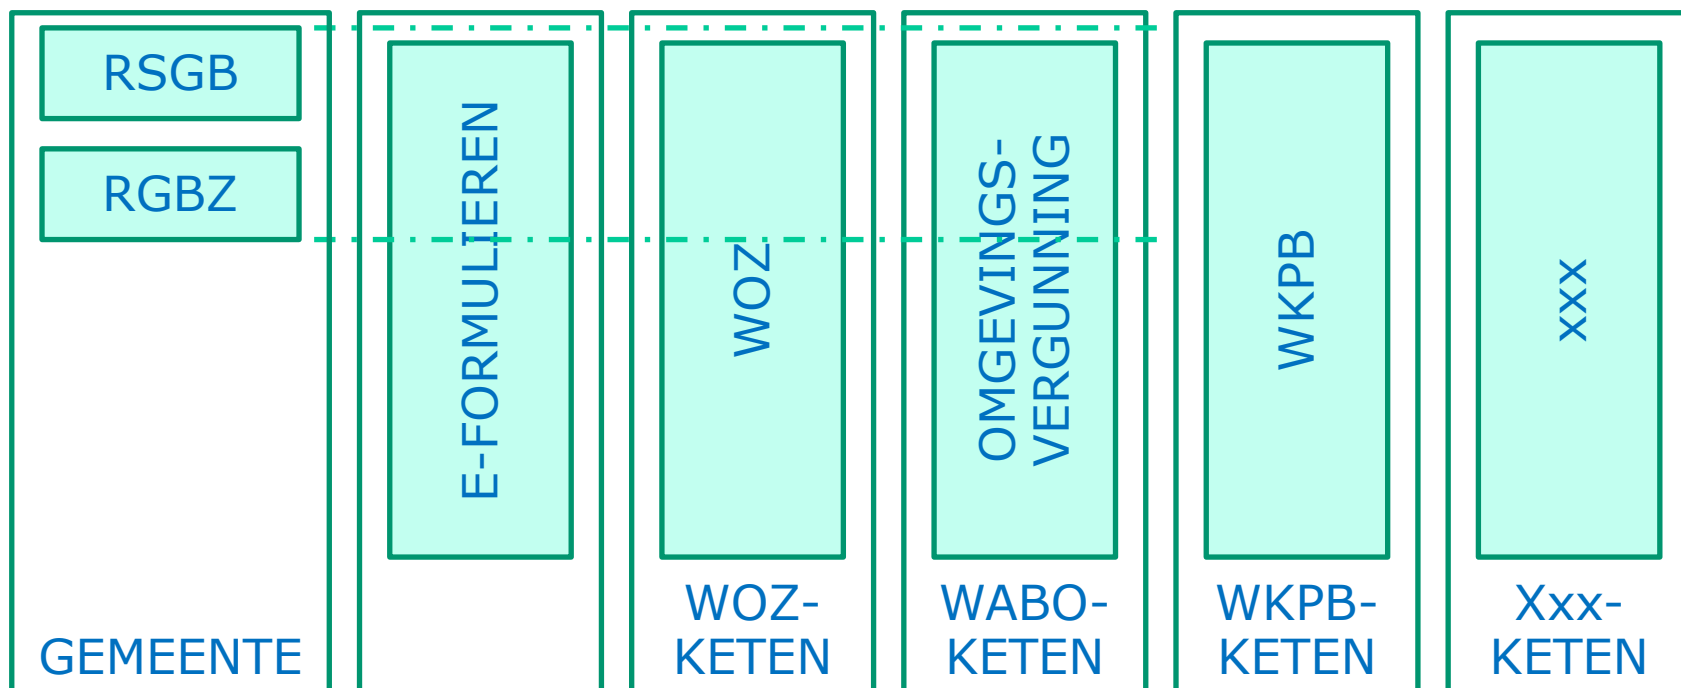 RSGB
RGBZ
GEMEENTE
E-FORMULIEREN
WOZ
WOZ-
KETEN
OMGEVINGS-
VERGUNNING
WABO-
KETEN
WKPB
WKPB-
KETEN
xxx
Xxx-
KETEN